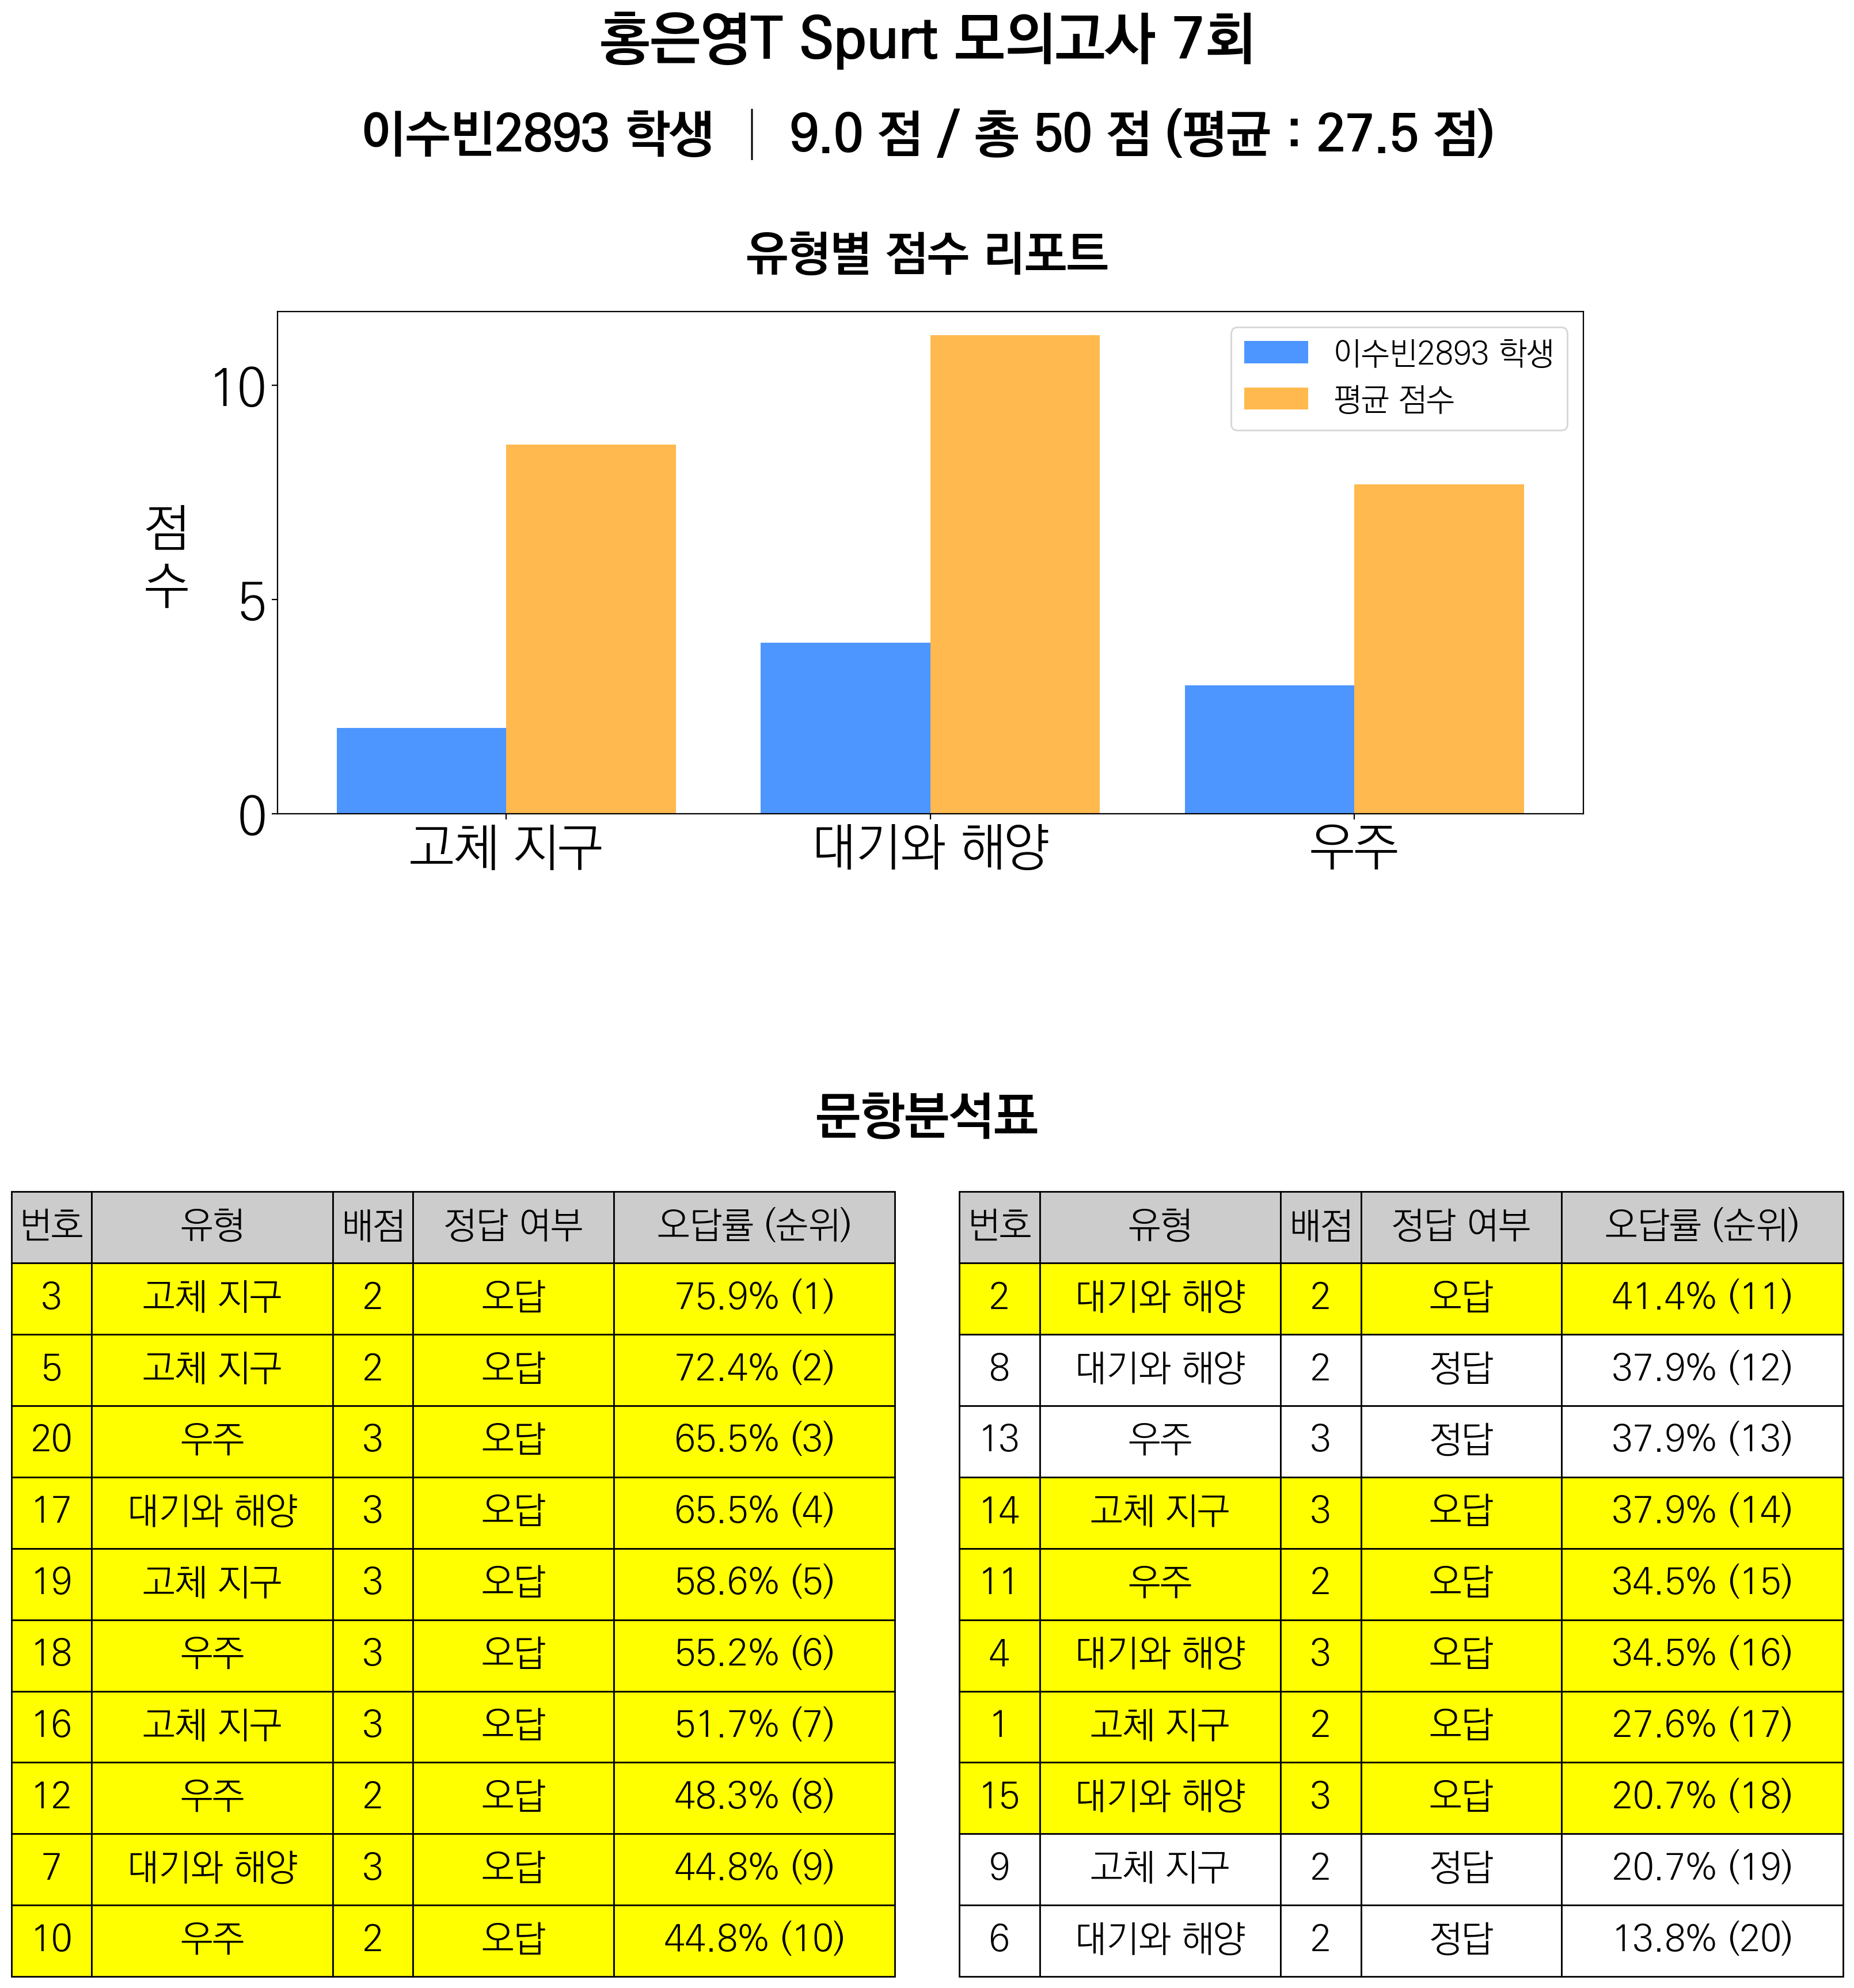 홍은영T Spurt 모의고사 7회
이수빈2893 학생 | 9.0 점 / 총 50 점 (평균 : 27.5 점)
유형별 점수 리포트
이수빈2893 학생
평균 점수
점
수
10
5
0
고체 지구 대기와 해양 우주
문항분석표
번호 유형 배점 정답 여부 오답률 (순위)
3 고체 지구 2 오답 75.9% (1)
5 고체 지구 2 오답 72.4% (2)
20 우주 3 오답 65.5% (3)
17 대기와 해양 3 오답 65.5% (4)
19 고체 지구 3 오답 58.6% (5)
18 우주 3 오답 55.2% (6)
16 고체 지구 3 오답 51.7% (7)
12 우주 2 오답 48.3% (8)
7 대기와 해양 3 오답 44.8% (9)
10 우주 2 오답 44.8% (10)
번호 유형 배점 정답 여부 오답률 (순위)
2 대기와 해양 2 오답 41.4% (11)
8 대기와 해양 2 정답 37.9% (12)
13 우주 3 정답 37.9% (13)
14 고체 지구 3 오답 37.9% (14)
11 우주 2 오답 34.5% (15)
4 대기와 해양 3 오답 34.5% (16)
1 고체 지구 2 오답 27.6% (17)
15 대기와 해양 3 오답 20.7% (18)
9 고체 지구 2 정답 20.7% (19)
6 대기와 해양 2 정답 13.8% (20)